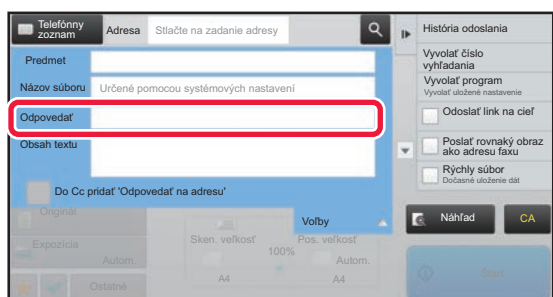 Telefónny
zoznam
Adresa
Stlačte na zadanie adresy
Predmet
Názov súboru
Určené pomocou systémových nastavení
Odpovedať
Obsah textu
Do Cc pridať 'Odpovedať na adresu'
Voľby
Originál
Expozícia
Autom.
Ostatné
Sken. veľkosť
100%
Pos. veľkosť
Autom.
A4
A4
História odoslania
Vyvolať číslo
vyhľadania
Vyvolať program
Vyvolať uložené nastavenie
Odoslať link na cieľ
Poslať rovnaký obraz
ako adresu faxu
Rýchly súbor
Dočasné uloženie dát
Náhľad
CA
Štart